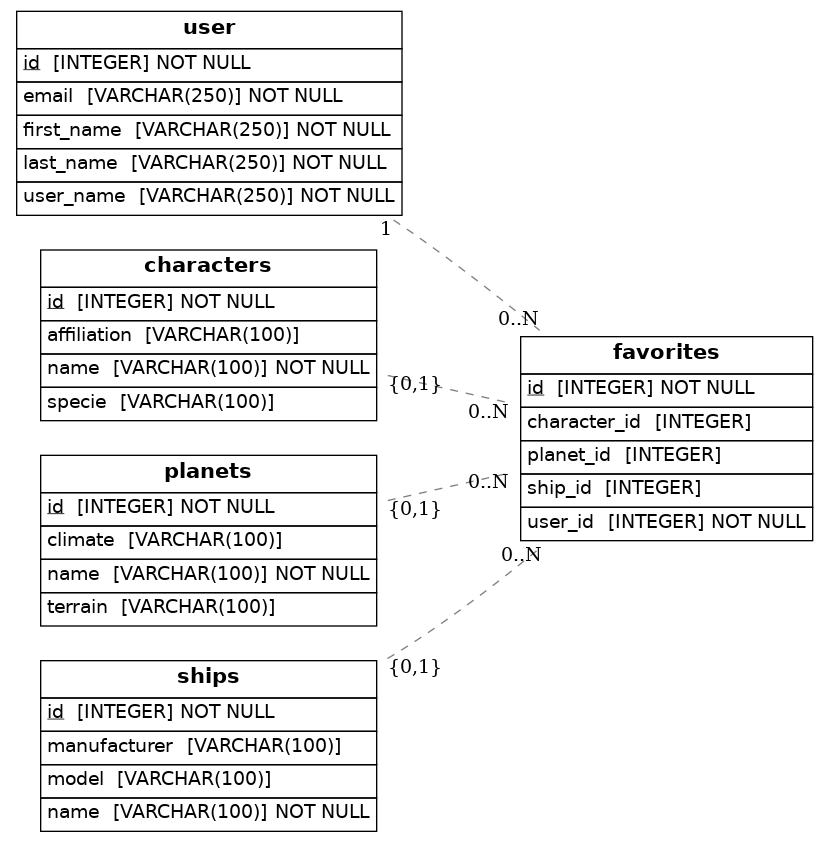 user
id [INTEGER] NOT NULL
email [VARCHAR(250)] NOT NULL
first_name [VARCHAR(250)] NOT NULL
last_name [VARCHAR(250)] NOT NULL
user_name [VARCHAR(250)] NOT NULL
1
0..N
characters
id [INTEGER] NOT NULL
affiliation [VARCHAR(100)]
name [VARCHAR(100)] NOT NULL
specie [VARCHAR(100)]
{0,1}
0..N
favorites
id [INTEGER] NOT NULL
character_id [INTEGER]
planet_id [INTEGER]
ship_id [INTEGER]
user_id [INTEGER] NOT NULL
planets
id [INTEGER] NOT NULL
climate [VARCHAR(100)]
name [VARCHAR(100)] NOT NULL
terrain [VARCHAR(100)]
{0,1}
0..N
0..N
{0,1}
ships
id [INTEGER] NOT NULL
manufacturer [VARCHAR(100)]
model [VARCHAR(100)]
name [VARCHAR(100)] NOT NULL